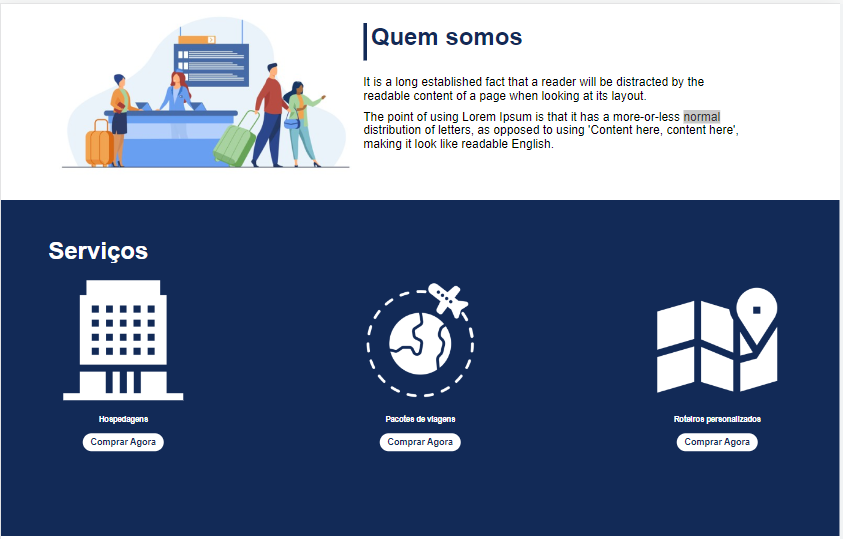 Quem somos
It is a long established fact that a reader will be distracted by the
readable content of a page when looking at its layout.
The point of using Lorem Ipsum is that it has a more-or-less normal
distribution of letters, as opposed to using 'Content here, content here',
making it look like readable English.
Serviços
Hospedagens
Pacotes de viagens
Roteiros personalizados
Comprar Agora
Comprar Agora
Comprar Agora